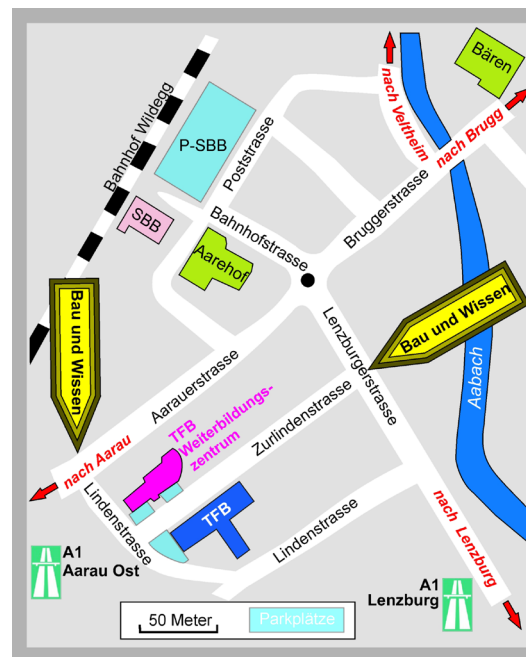 Bären
nach Veltheim
nach Brugg
Bahnhof Wildegg
P-SBB
Poststrasse
SBB
Bahnhofstrasse
Bruggerstrasse
Aarehof
Bau und Wissen
Bau und Wissen
Lenzburgerstrasse
Aabach
Aarauerstrasse
TFB
Weiterbildungs-
zentrum
Zurlindenstrasse
nach Aarau
Lindenstrasse
TFB
Lindenstrasse
nach Lenzburg
A1
Aarau Ost
A1
Lenzburg
50 Meter
Parkplätze